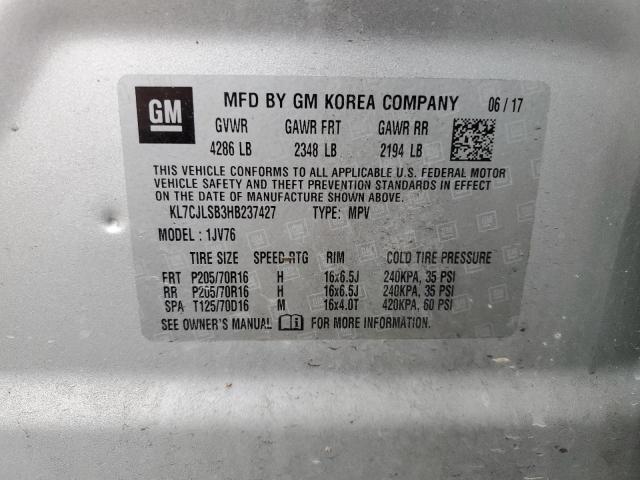 GM MFD BY GM KOREA COMPANY 06 / 17
GVWR GAWR FRT GAWR RR
4286 LB 2348 LB 2194 LB
THIS VEHICLE CONFORMS TO ALL APPLICABLE U.S. FEDERAL MOTOR
VEHICLE SAFETY AND THEFT PREVENTION STANDARDS IN EFFECT
ON THE DATE OF MANUFACTURE SHOWN ABOVE.
KL7CJLSB3HB237427 TYPE: MPV
MODEL : 1JV76
TIRE SIZE SPEED RTG RIM COLD TIRE PRESSURE
FRT P205/70R16 H 16x6.5J 240KPA, 35 PSI
RR P205/70R16 H 16x6.5J 240KPA, 35 PSI
SPA T125/70D16 M 16x4.0T 420KPA, 60 PSI
SEE OWNER'S MANUAL FOR MORE INFORMATION.